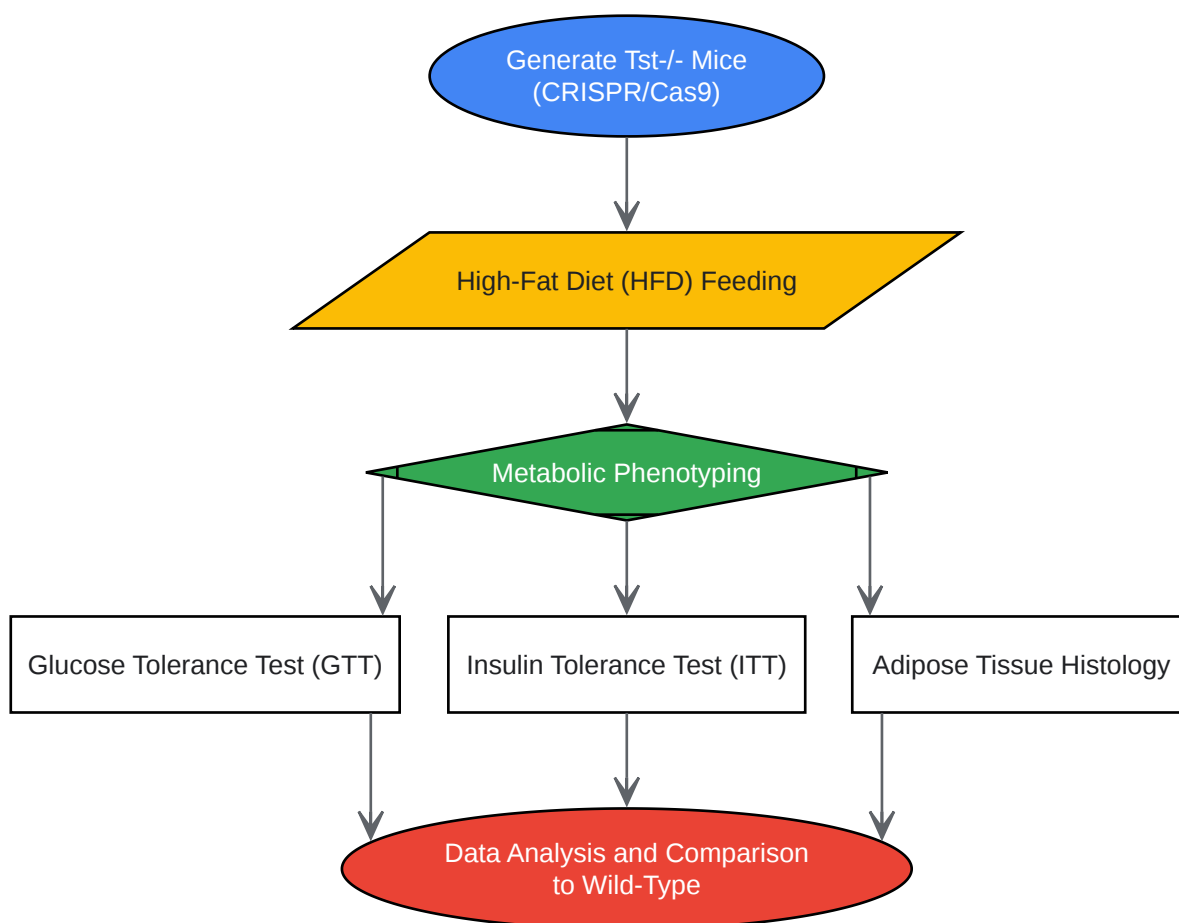 Generate Tst-/- Mice
(CRISPR/Cas9)
High-Fat Diet (HFD) Feeding
Metabolic Phenotyping
Glucose Tolerance Test (GTT)
Insulin Tolerance Test (ITT)
Adipose Tissue Histology
Data Analysis and Comparison
to Wild-Type